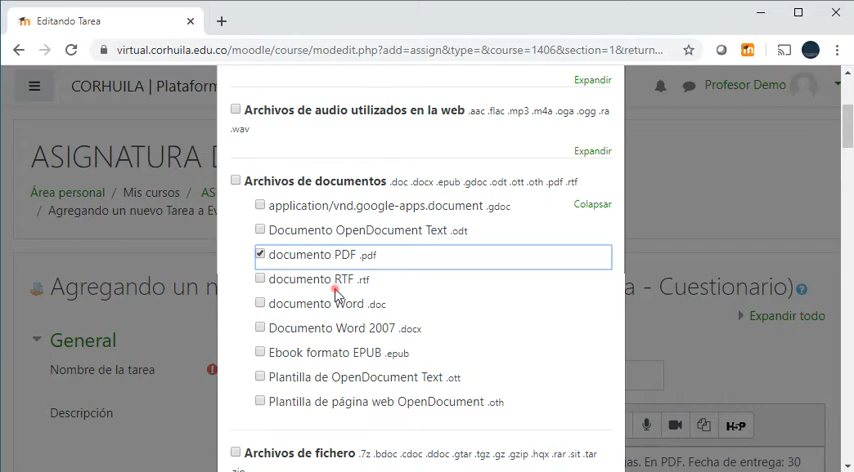 Editando Tarea
virtual.corhuila.edu.co/moodle/course/modedit.php?add=assign&type=&course=1406&section=1&return...
CORHUILA | Platafor
Profesor Demo
Expandir
Archivos de audio utilizados en la web .aac .flac .mp3 .m4a .oga .ogg .ra
.wav
Expandir
ASIGNATURA D
Archivos de documentos .doc .docx .epub .gdoc .odt .ott .oth .pdf .rtf
Colapsar
Área personal / Mis cursos / AS
/ Agregando un nuevo Tarea a Ev
application/vnd.google-apps.document .gdoc
Documento OpenDocument Text .odt
documento PDF .pdf
documento RTF .rtf
documento Word .doc
Documento Word 2007 .docx
Ebook formato EPUB .epub
Plantilla de OpenDocument Text .ott
Plantilla de página web OpenDocument .oth
Agregando un n
a - Cuestionario)
Expandir todo
General
Nombre de la tarea
Descripción
H-P
Archivos de fichero .7z .bdoc .cdoc .ddoc .gtar .tgz .gz .gzip .hqx .rar .sit .tar
.zip
jas. En PDF. Fecha de entrega: 30